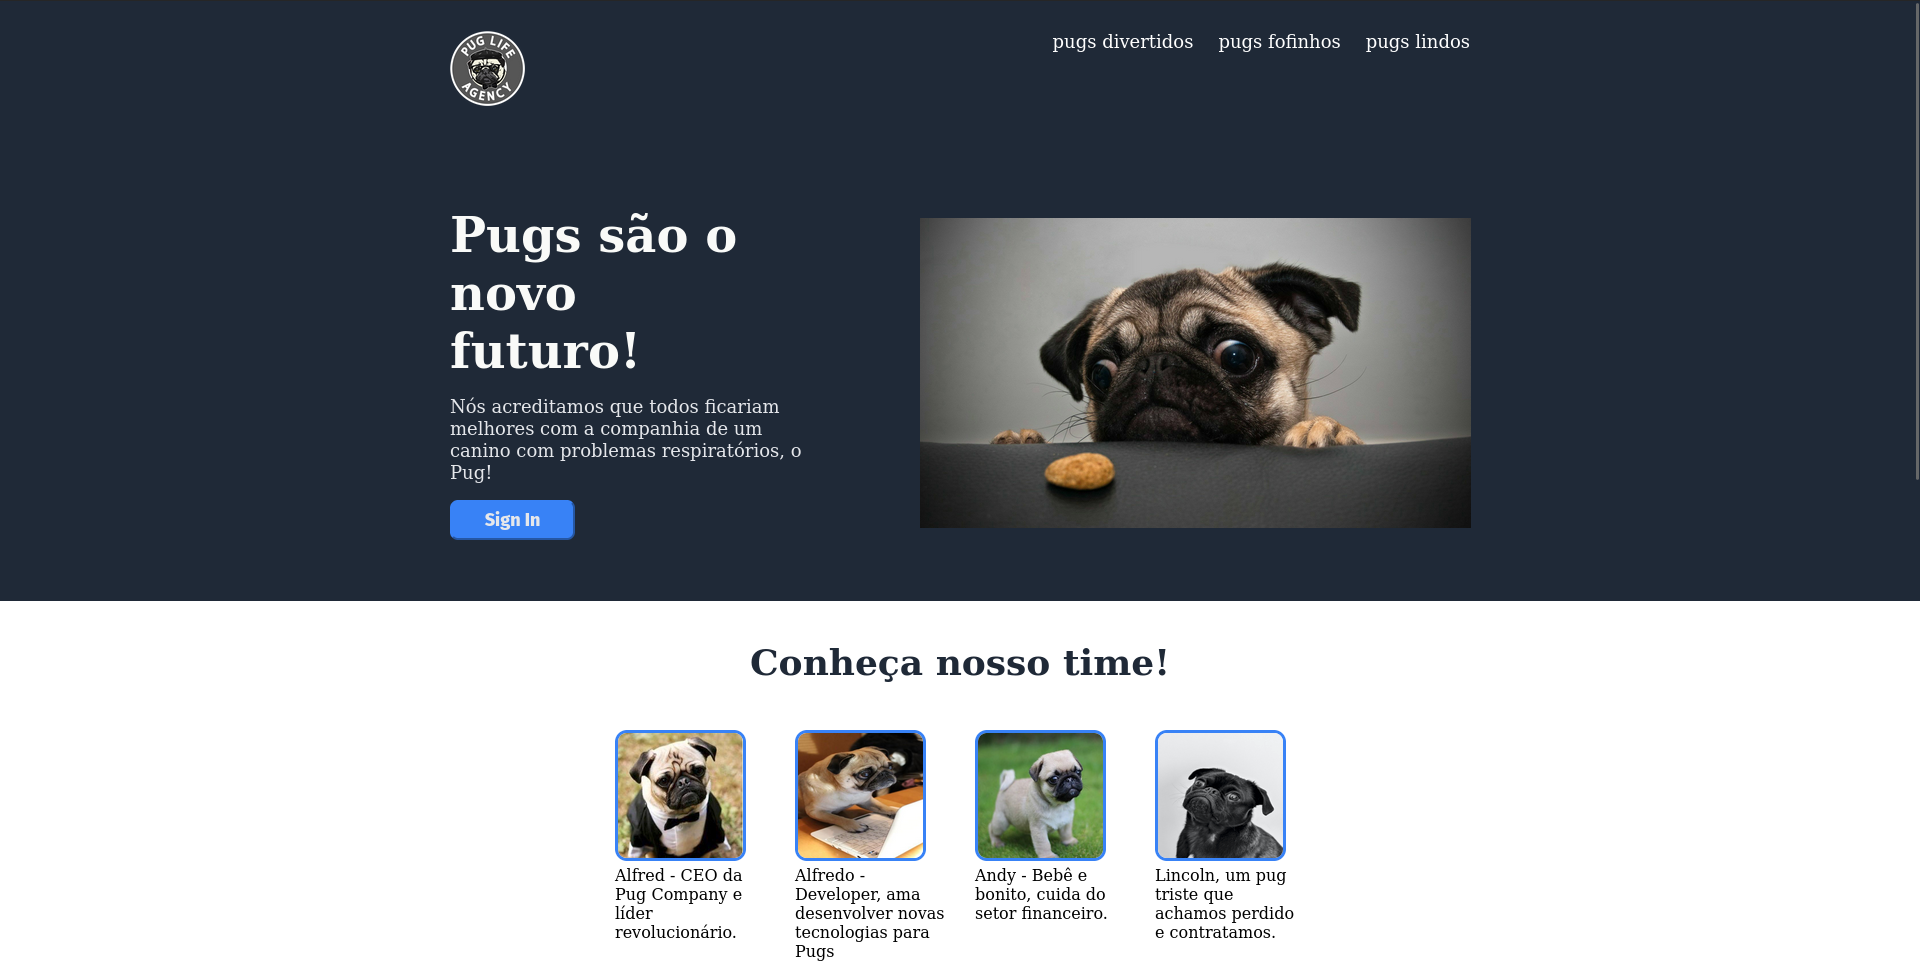 PUG LIFE
AGENCY
pugs divertidos pugs fofinhos pugs lindos
Pugs são o
novo
futuro!
Nós acreditamos que todos ficariam
melhores com a companhia de um
canino com problemas respiratórios, o
Pug!
Sign In
Conheça nosso time!
Alfred - CEO da
Pug Company e
líder
revolucionário.
Alfredo -
Developer, ama
desenvolver novas
tecnologias para
Pugs
Andy - Bebê e
bonito, cuida do
setor financeiro.
Lincoln, um pug
triste que
achamos perdido
e contratamos.